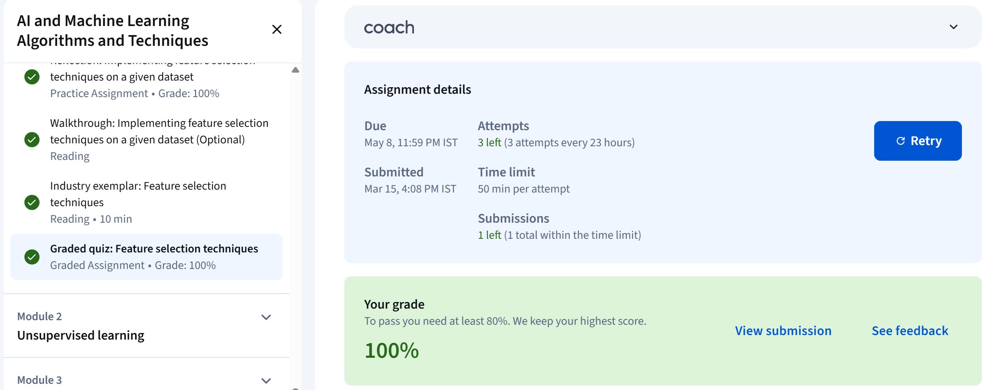 AI and Machine Learning
Algorithms and Techniques
Reflection: Implementing feature selection
techniques on a given dataset
Practice Assignment • Grade: 100%
Walkthrough: Implementing feature selection
techniques on a given dataset (Optional)
Reading
Industry exemplar: Feature selection
techniques
Reading • 10 min
Graded quiz: Feature selection techniques
Graded Assignment • Grade: 100%
Module 2
Unsupervised learning
Module 3
coach
Assignment details
Due
May 8, 11:59 PM IST
Attempts
3 left (3 attempts every 23 hours)
Retry
Submitted
Mar 15, 4:08 PM IST
Time limit
50 min per attempt
Submissions
1 left (1 total within the time limit)
Your grade
To pass you need at least 80%. We keep your highest score.
100%
View submission
See feedback